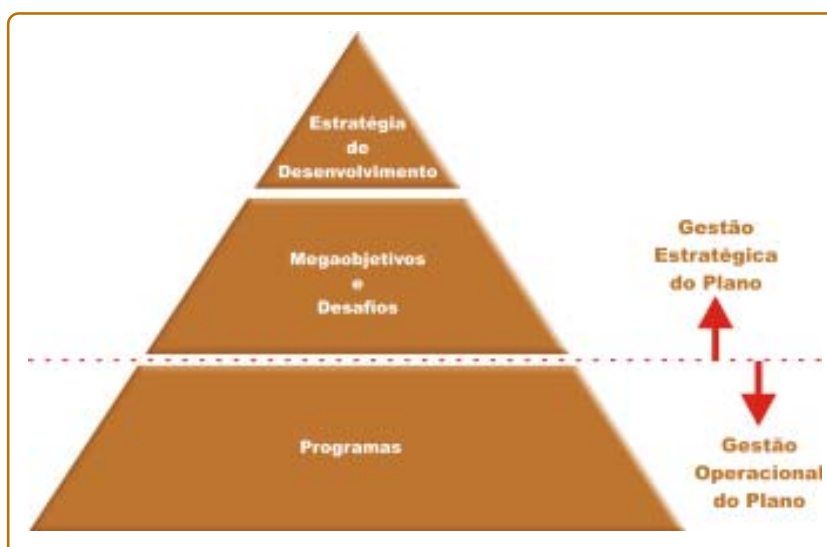 Estratégia
de
Desenvolvimento
Megaobjetivos
e
Desafios
Gestão
Estratégica
do Plano
Programas
Gestão
Operacional
do Plano